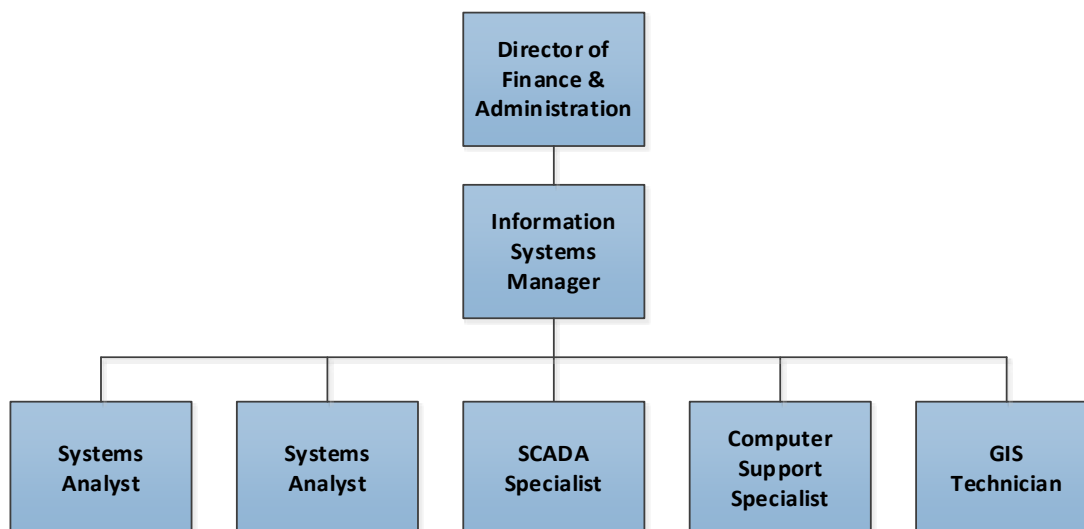 Director of
Finance &
Administration
Information
Systems
Manager
Systems
Analyst
Systems
Analyst
SCADA
Specialist
Computer
Support
Specialist
GIS
Technician